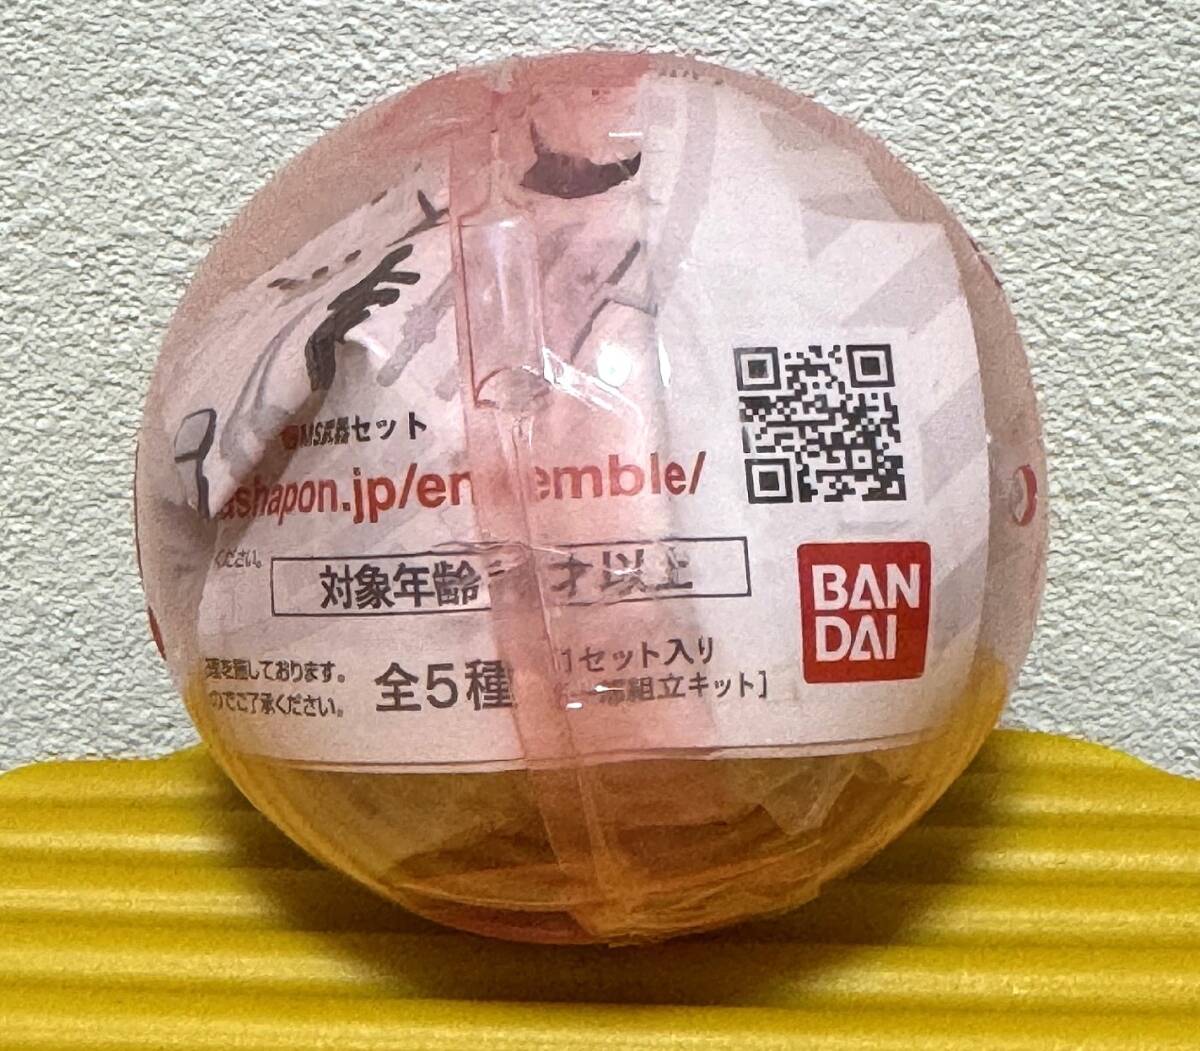 MS武器セット
ashapon.jp/en emble/
ください。
対象年齢 才以上
理を施しております。
のでご了承ください。
全5種
1セット入り
組立キット]
BAN
DAI